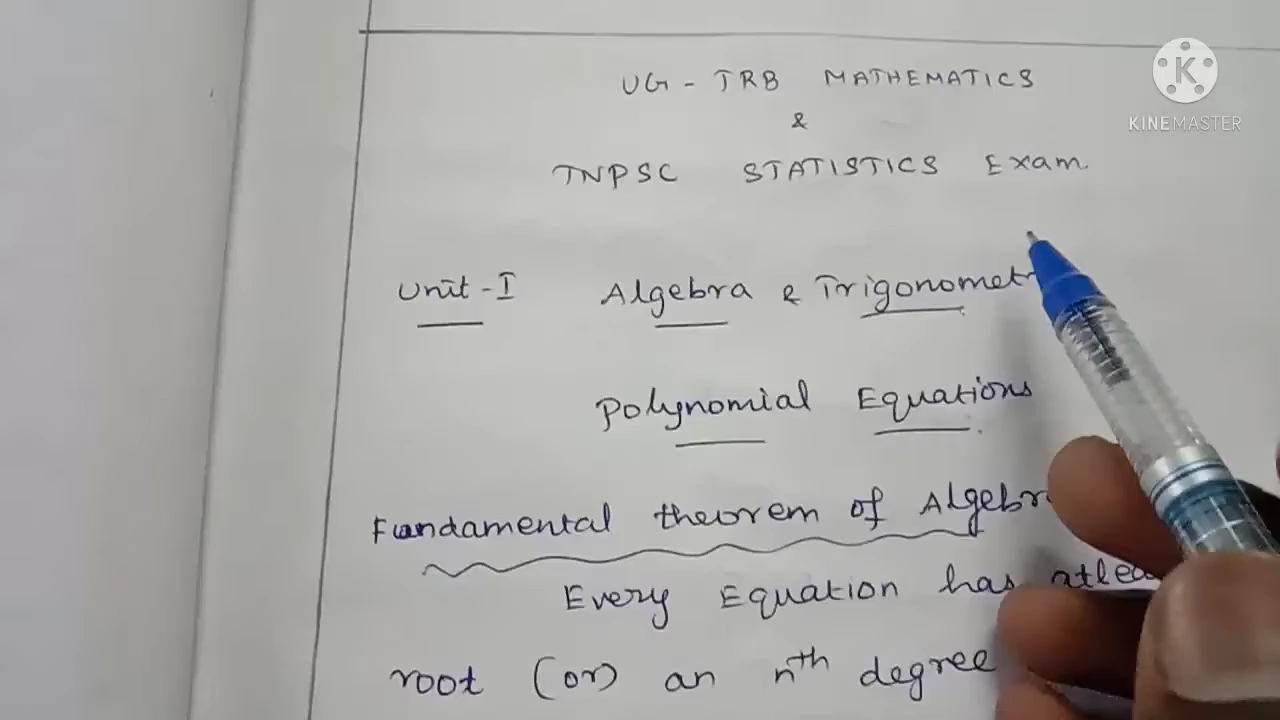 UG - TRB MATHEMATICS
&
TNPSC STATISTICS Exam
Unit - I Algebra & Trigonomet
Polynomial Equations
Fundamental theorem of Algebr
Every Equation has atlea
root (or) an nth degree
K
KINEMASTER